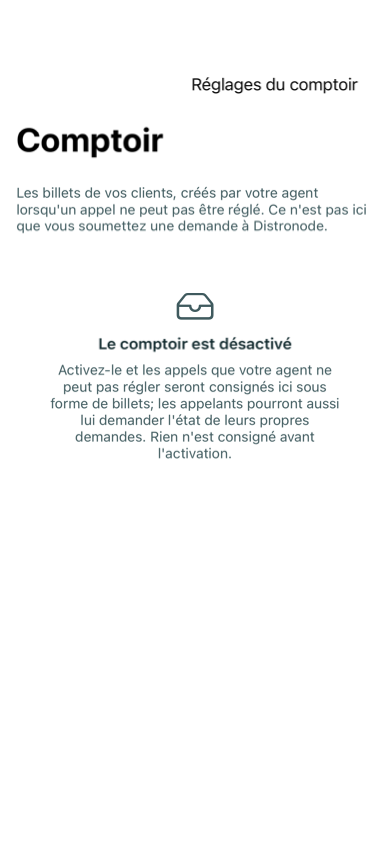 Réglages du comptoir
Comptoir
Les billets de vos clients, créés par votre agent
lorsqu'un appel ne peut pas être réglé. Ce n'est pas ici
que vous soumettez une demande à Distronode.
Le comptoir est désactivé
Activez-le et les appels que votre agent ne
peut pas régler seront consignés ici sous
forme de billets; les appelants pourront aussi
lui demander l'état de leurs propres
demandes. Rien n'est consigné avant
l'activation.